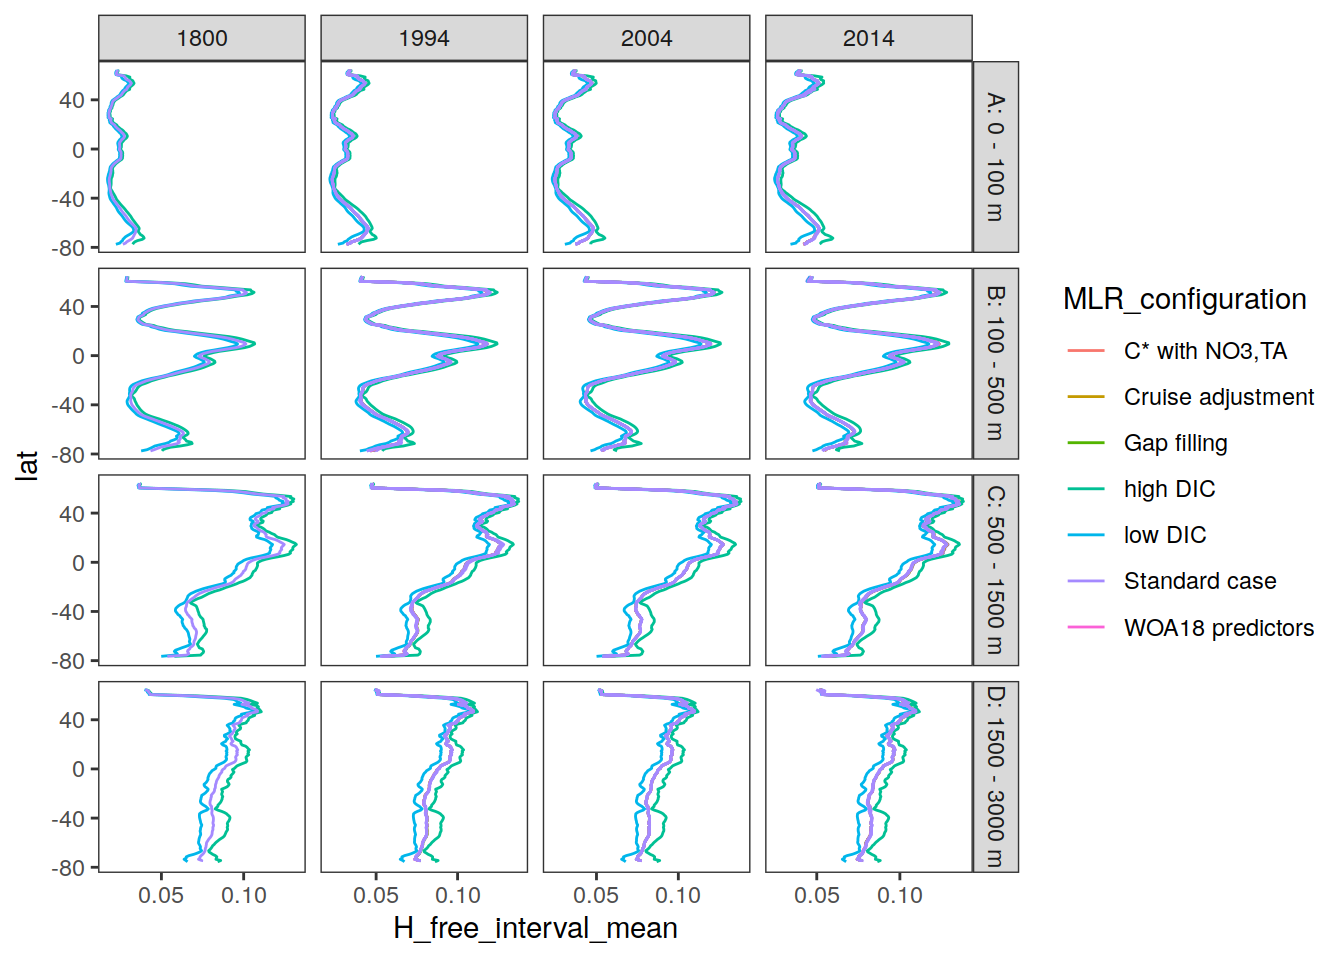 1800
1994
2004
2014
40
0
-40
-80
A: 0 - 100 m
40
0
-40
-80
B: 100 - 500 m
40
0
-40
-80
C: 500 - 1500 m
40
0
-40
-80
D: 1500 - 3000 m
0.05
0.10
0.05
0.10
0.05
0.10
0.05
0.10
H_free_interval_mean
lat
MLR_configuration
C* with NO3,TA
Cruise adjustment
Gap filling
high DIC
low DIC
Standard case
WOA18 predictors